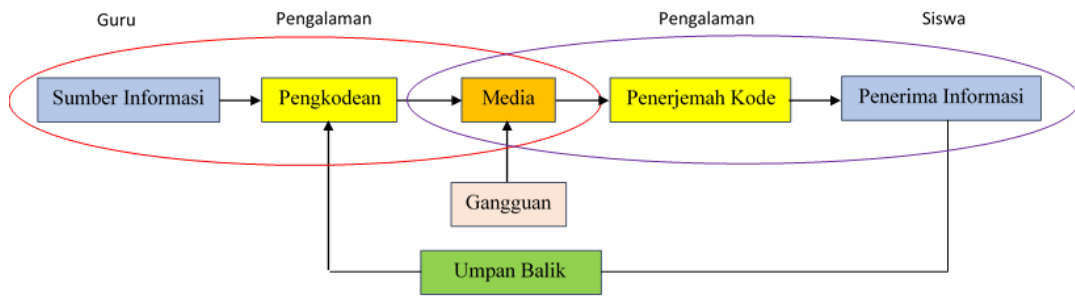 Guru
Pengalaman
Pengalaman
Siswa
Sumber Informasi
Pengkodean
Media
Penerjemah Kode
Penerima Informasi
Gangguan
Umpan Balik